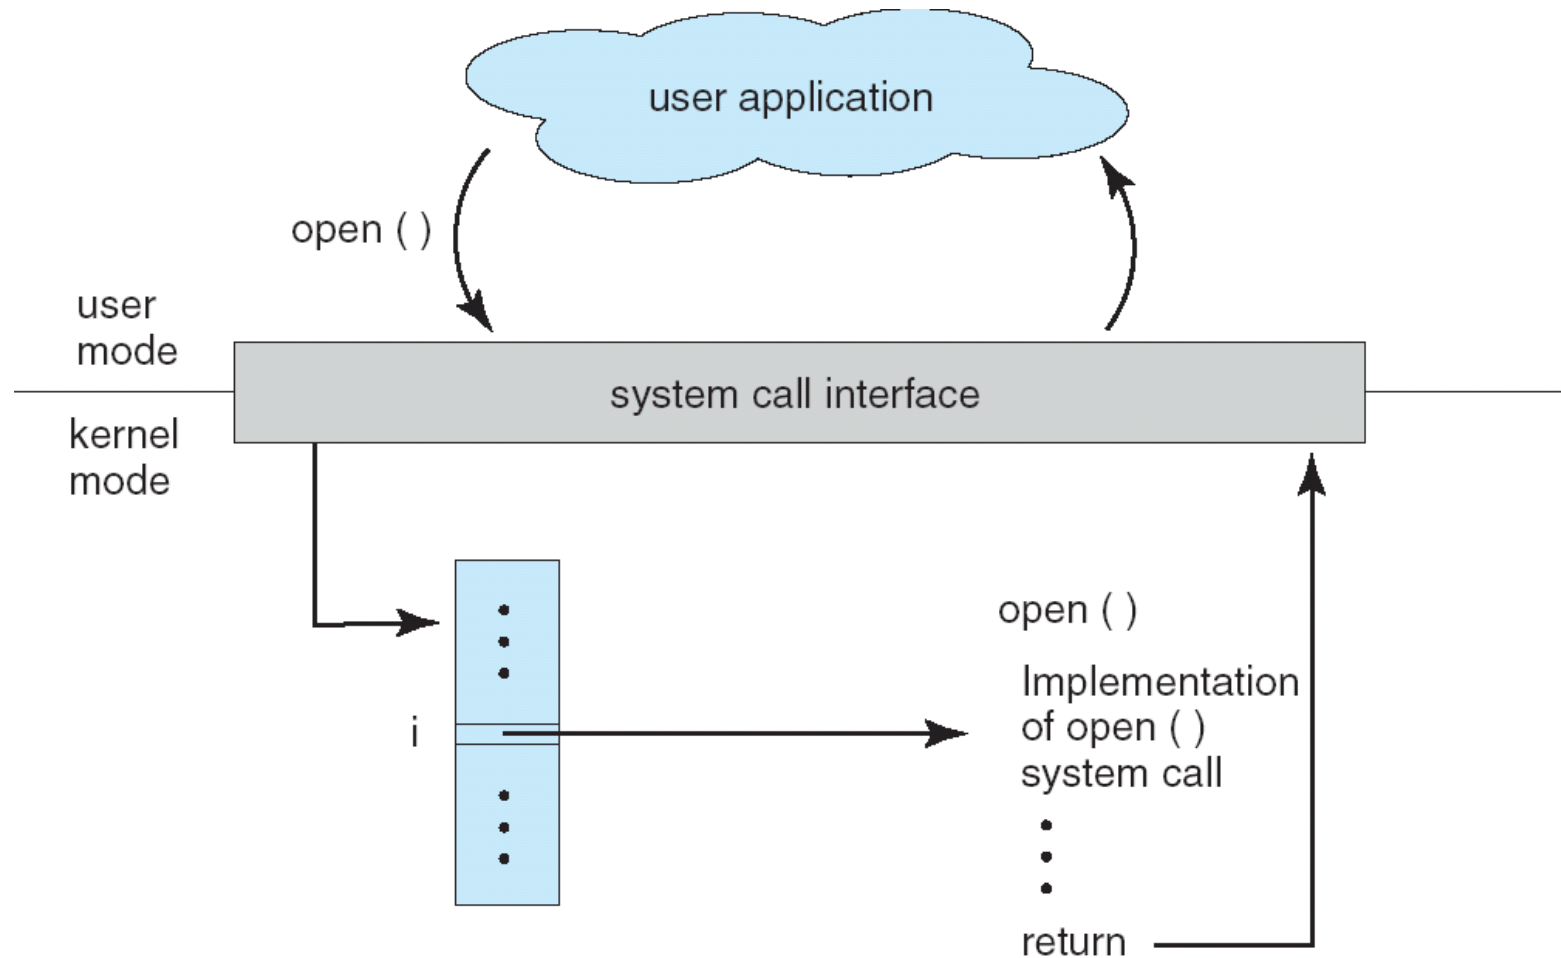 user application
open ( )
user
mode
system call interface
kernel
mode
open ( )
Implementation
of open ( )
system call
i
return